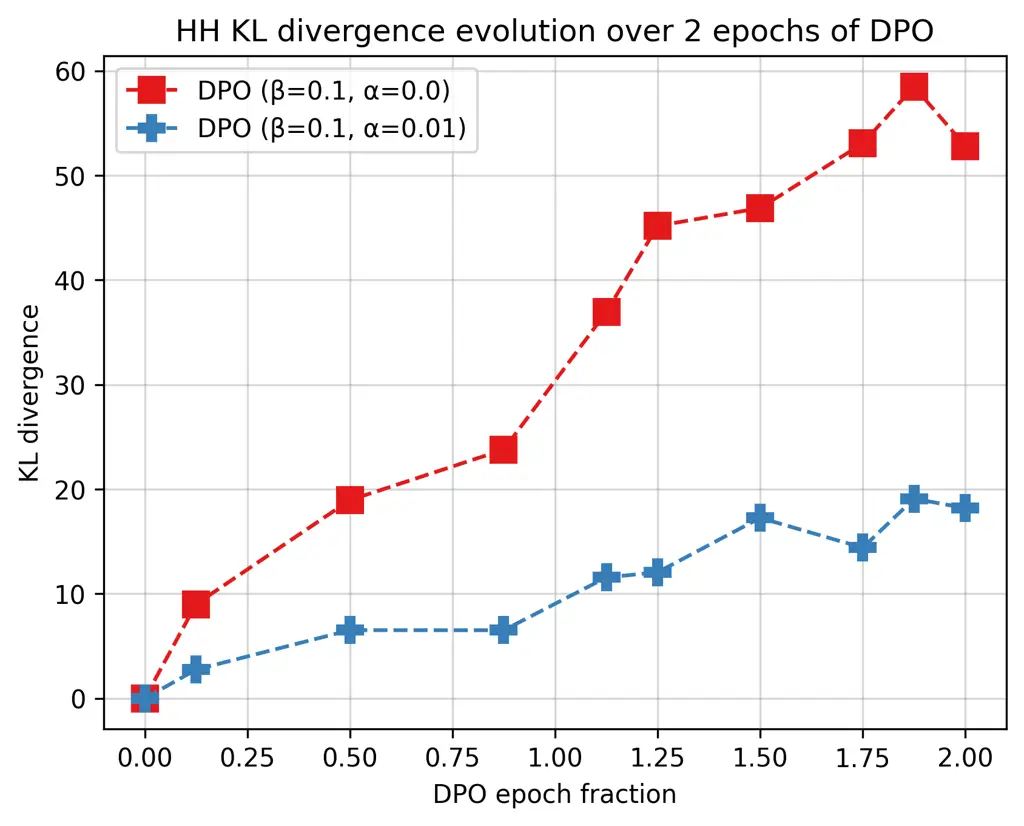 HH KL divergence evolution over 2 epochs of DPO
DPO (β=0.1, α=0.0)
DPO (β=0.1, α=0.01)
KL divergence
60
50
40
30
20
10
0
0.00 0.25 0.50 0.75 1.00 1.25 1.50 1.75 2.00
DPO epoch fraction